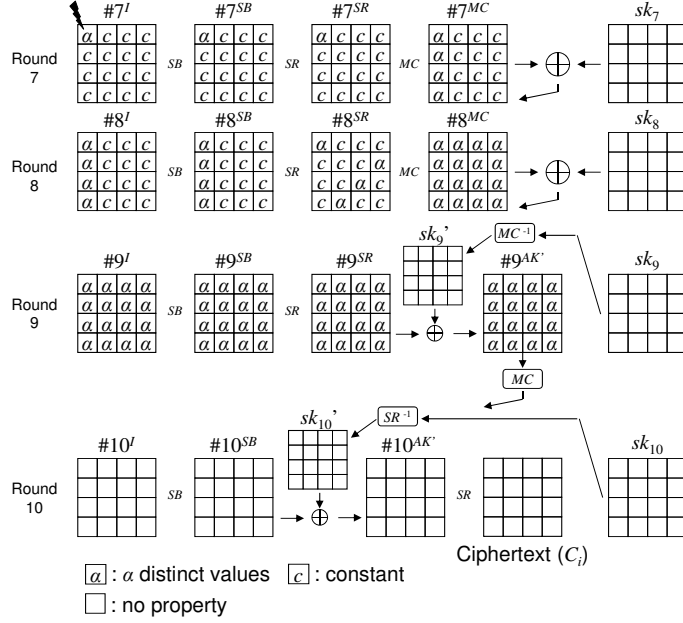 #7^I #7^SB #7^SR #7^MC sk_7
Round 7
α c c c α c c c α c c c α c c c
c c c c c c c c c c c c α c c c
c c c c SB c c c c SR c c c c MC α c c c
c c c c c c c c c c c c α c c c
#8^I #8^SB #8^SR #8^MC sk_8
Round 8
α c c c α c c c α c c c α α α α
α c c c α c c c c c c α α α α α
α c c c SB α c c c SR c c α c MC α α α α
α c c c α c c c c α c c α α α α
sk_9' MC^-1
#9^I #9^SB #9^SR #9^AK' sk_9
Round 9
α α α α α α α α α α α α α α α α
α α α α α α α α α α α α α α α α
α α α α SB α α α α SR α α α α α α α α
α α α α α α α α α α α α α α α α
MC
sk_10' SR^-1
#10^I #10^SB #10^AK' sk_10
Round 10
SB SR
Ciphertext (C_i)
α : α distinct values c : constant
: no property